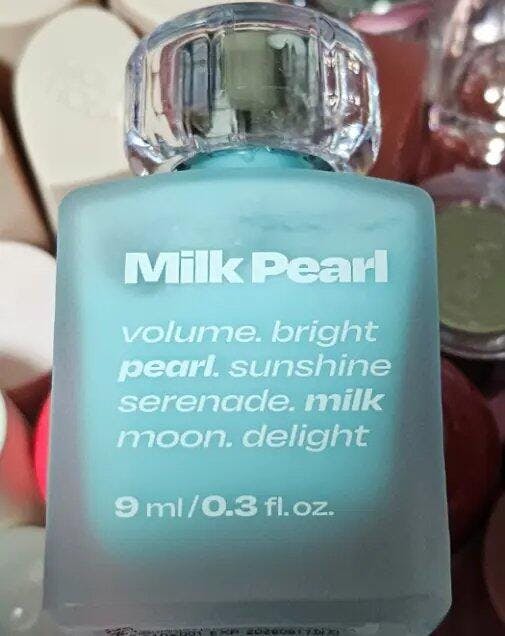 Milk Pearl
volume. bright
pearl. sunshine
serenade. milk
moon. delight
9 ml/0.3 fl.oz.